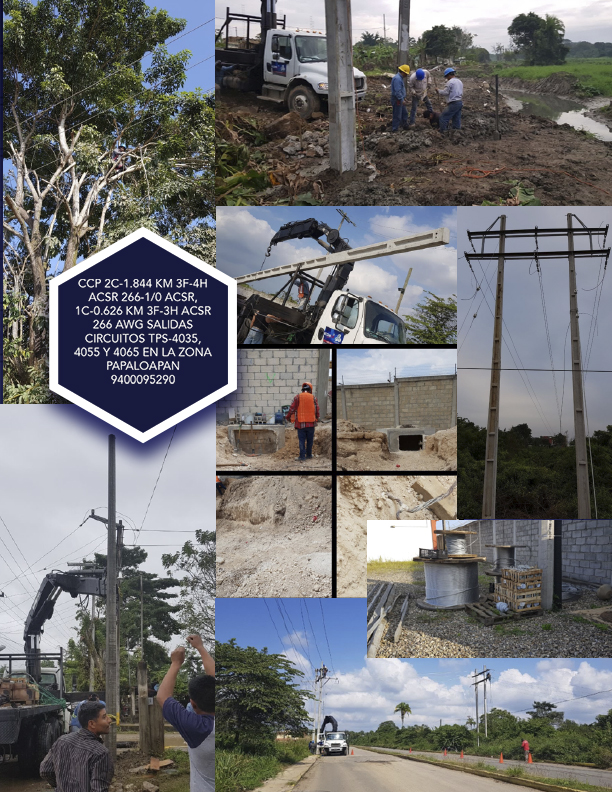 CCP 2C-1.844 KM 3F-4H
ACSR 266-1/0 ACSR,
1C-0.626 KM 3F-3H ACSR
266 AWG SALIDAS
CIRCUITOS TPS-4035,
4055 Y 4065 EN LA ZONA
PAPALOAPAN
9400095290